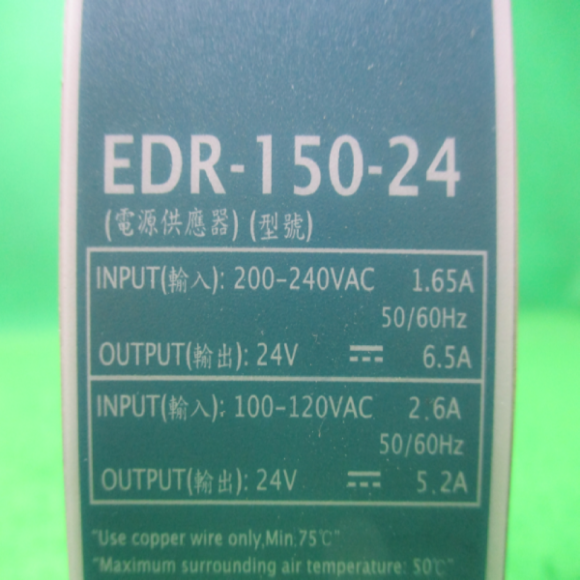 EDR-150-24
(電源供應器) (型號)
INPUT(輸入): 200-240VAC 1.65A
50/60Hz
OUTPUT(輸出): 24V ⎓ 6.5A
INPUT(輸入): 100-120VAC 2.6A
50/60Hz
OUTPUT(輸出): 24V ⎓ 5.2A
"Use copper wire only,Min.75℃"
"Maximum surrounding air temperature: 50℃"